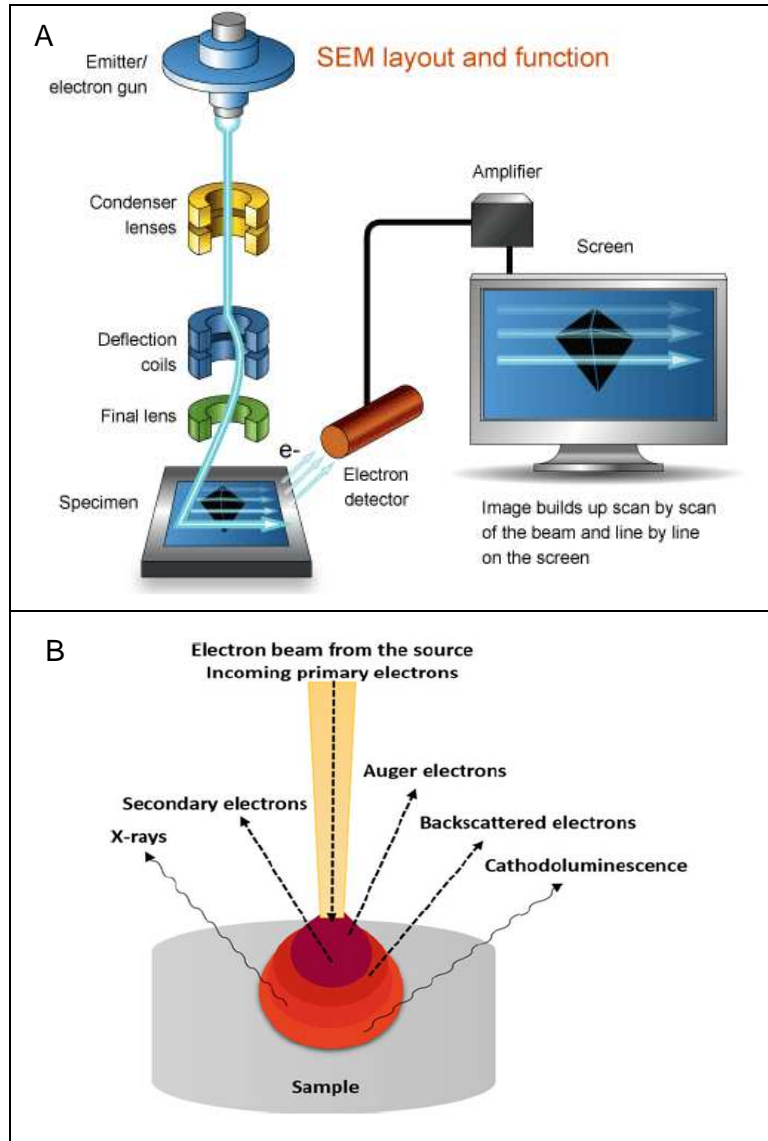 A
SEM layout and function
Emitter/
electron gun
Condenser
lenses
Deflection
coils
Final lens
Specimen
e-
Electron
detector
Amplifier
Screen
Image builds up scan by scan
of the beam and line by line
on the screen
B
Electron beam from the source
Incoming primary electrons
Auger electrons
Secondary electrons
Backscattered electrons
X-rays
Cathodoluminescence
Sample